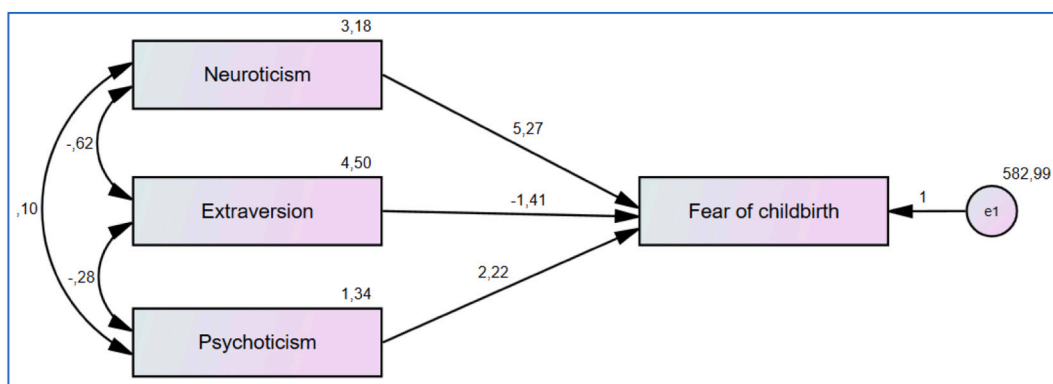 3,18
Neuroticism
-,62
5,27
4,50
582,99
,10
Extraversion
-1,41
Fear of childbirth
1
e1
-,28
2,22
1,34
Psychoticism